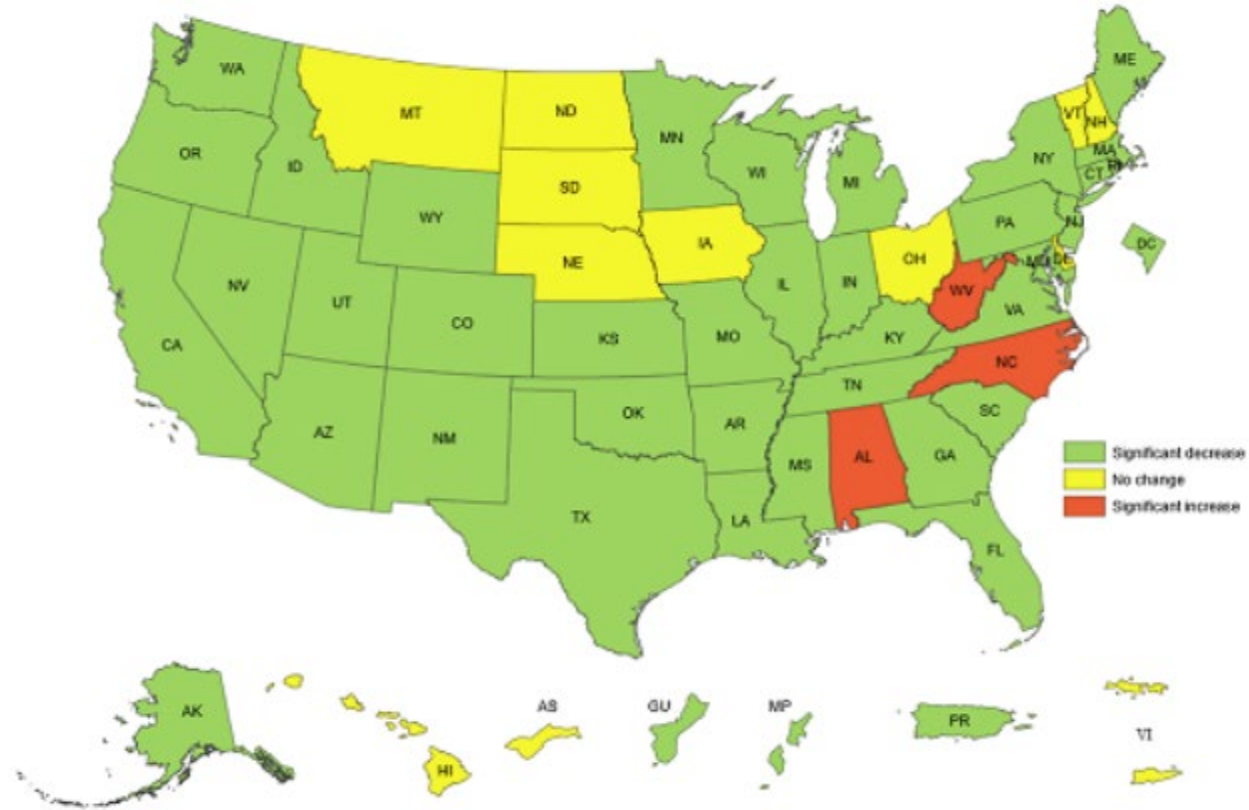 WA
MT
ND
MN
ME
VT
NH
OR
ID
SD
WI
MI
NY
MA
RI
CT
WY
IA
PA
NJ
NE
OH
MD
DE
DC
NV
UT
CO
IL
IN
WV
VA
CA
KS
MO
KY
NC
TN
AZ
NM
OK
AR
SC
MS
AL
GA
TX
LA
FL
Significant decrease
No change
Significant increase
AK
HI
AS
GU
MP
PR
VI